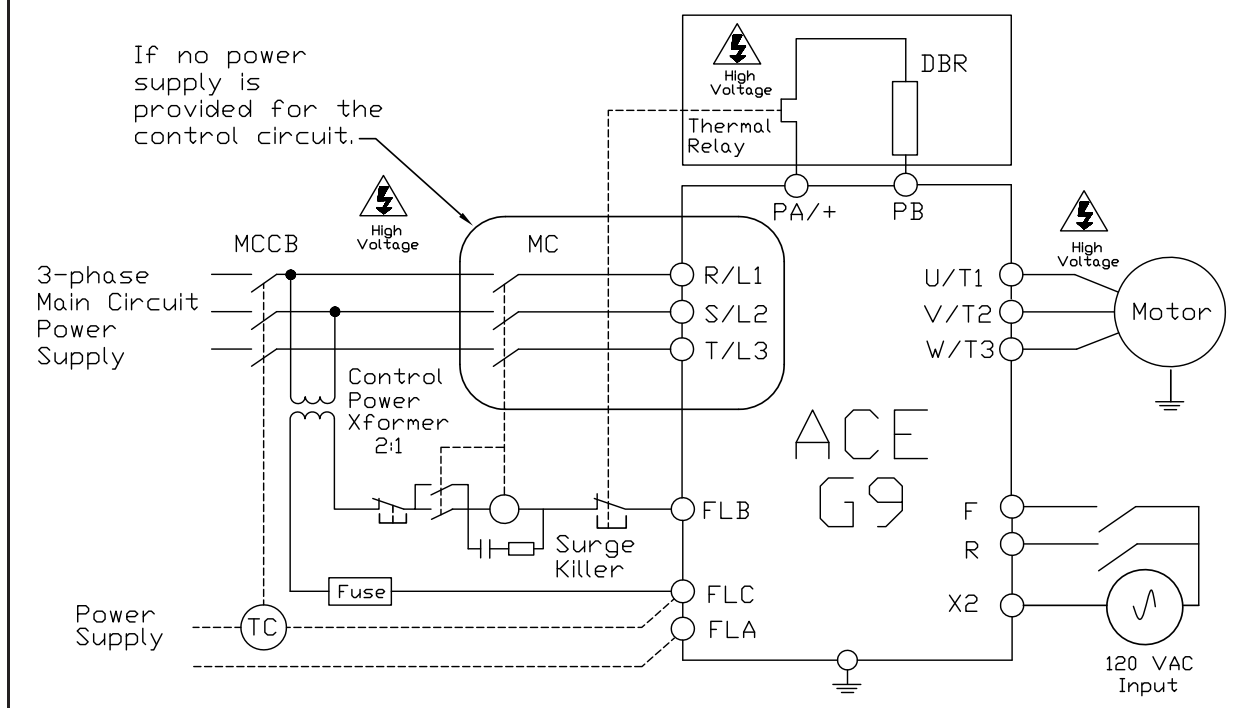 If no power
supply is
provided for the
control circuit.
High
Voltage
DBR
Thermal
Relay
PA/+
PB
High
Voltage
High
Voltage
MCCB
MC
3-phase
Main Circuit
Power
Supply
R/L1
S/L2
T/L3
U/T1
V/T2
W/T3
Motor
Control
Power
Xformer
2:1
ACE
G9
FLB
F
R
Surge
Killer
Fuse
FLC
X2
Power
Supply
TC
FLA
120 VAC
Input